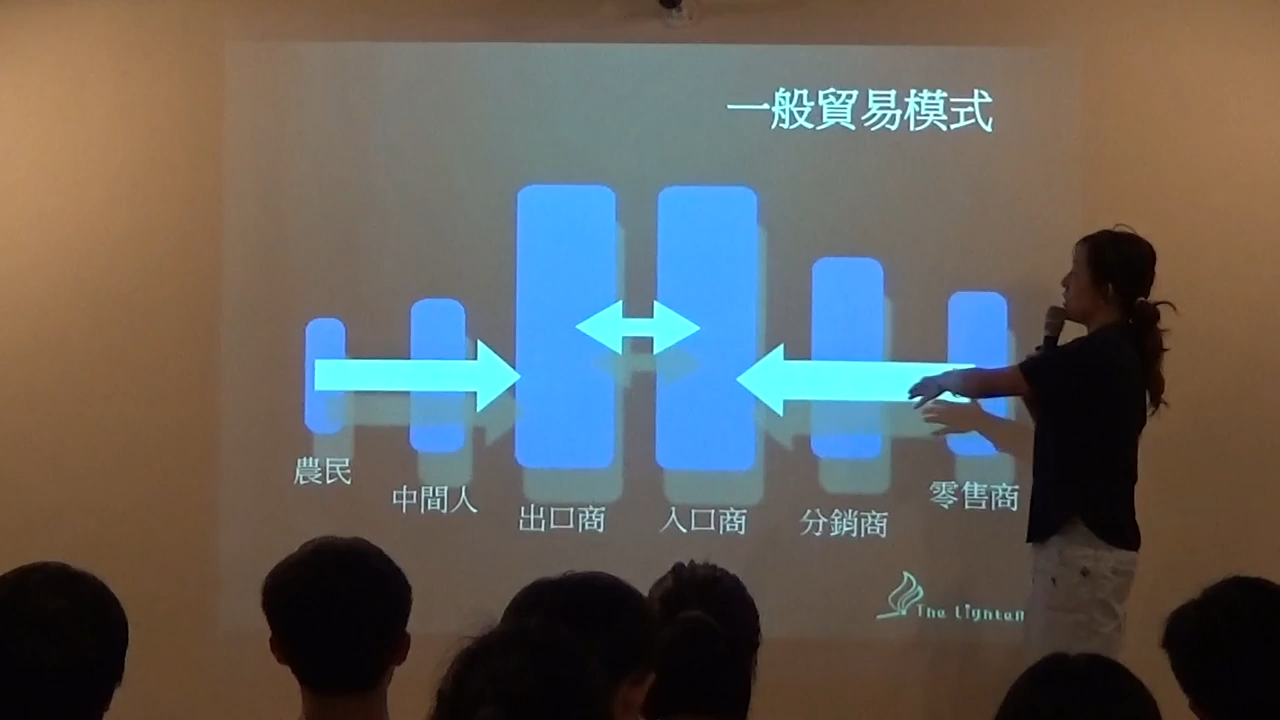 一般貿易模式
農民
中間人
出口商
入口商
分銷商
零售商
The Lighten